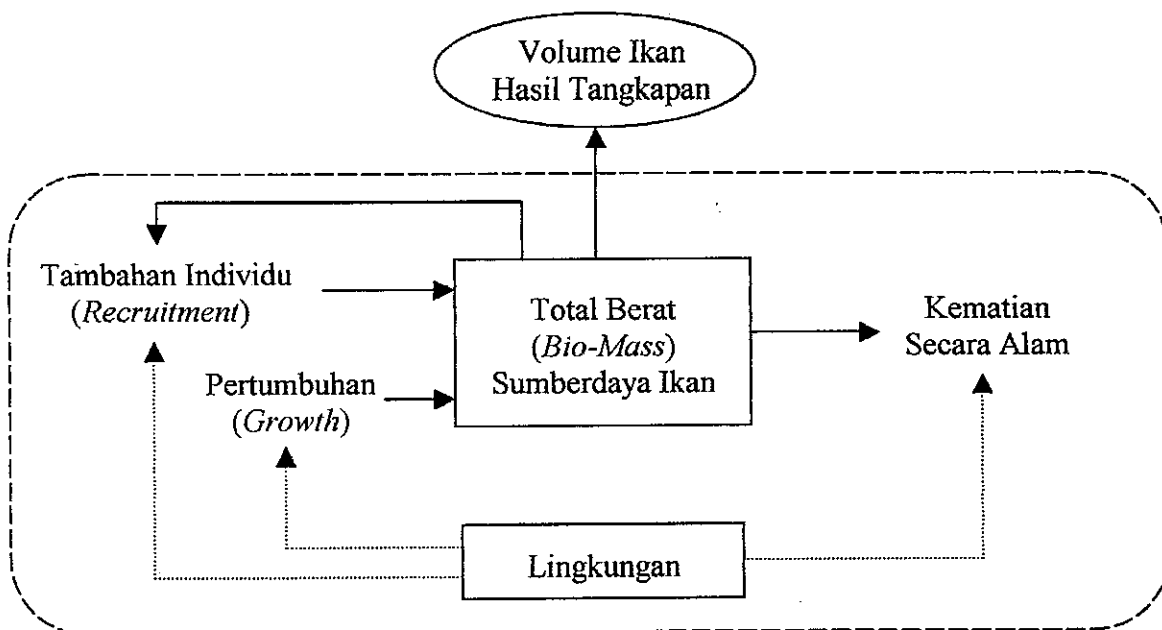 Volume Ikan
Hasil Tangkapan
Tambahan Individu
(Recruitment)
Total Berat
(Bio-Mass)
Sumberdaya Ikan
Kematian
Secara Alam
Pertumbuhan
(Growth)
Lingkungan